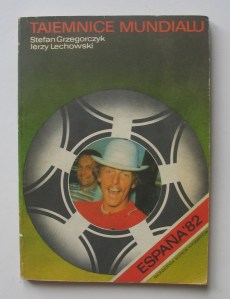 TAJEMNICE MUNDIALU
Stefan Grzegorczyk
Jerzy Lechowski
ESPAÑA'82